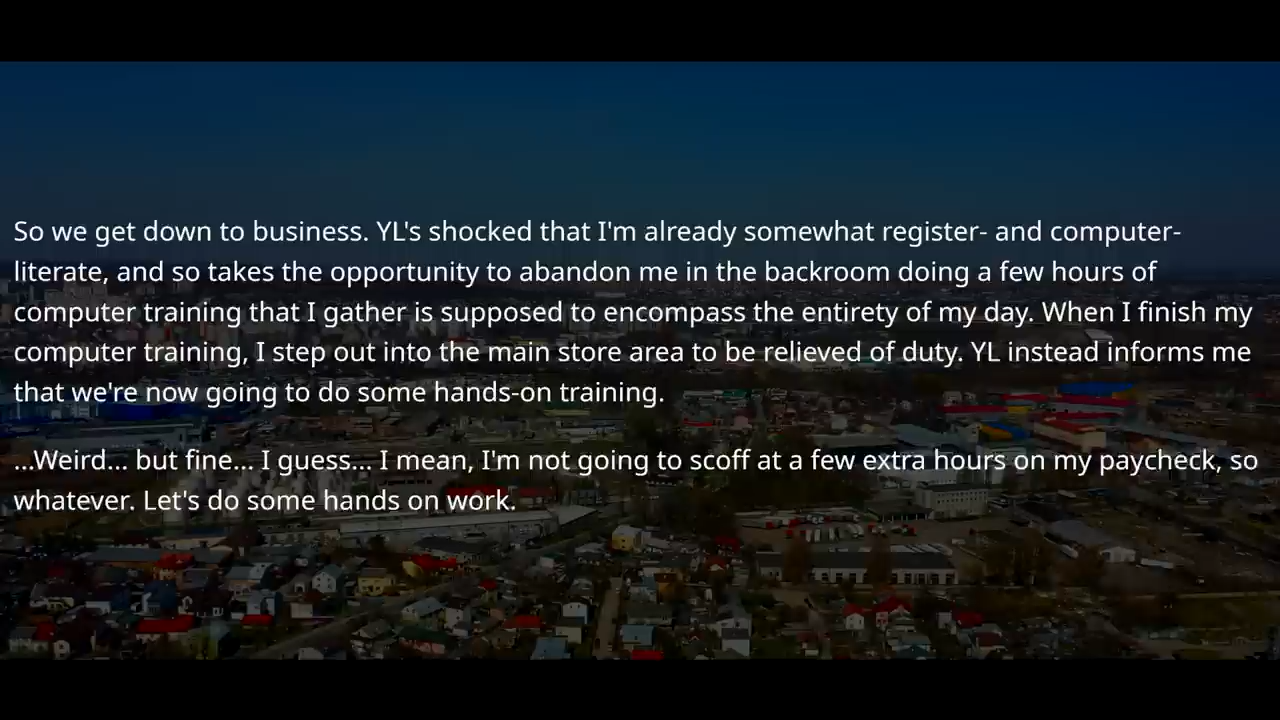 So we get down to business. YL's shocked that I'm already somewhat register- and computer-
literate, and so takes the opportunity to abandon me in the backroom doing a few hours of
computer training that I gather is supposed to encompass the entirety of my day. When I finish my
computer training, I step out into the main store area to be relieved of duty. YL instead informs me
that we're now going to do some hands-on training.
...Weird... but fine... I guess... I mean, I'm not going to scoff at a few extra hours on my paycheck, so
whatever. Let's do some hands on work.